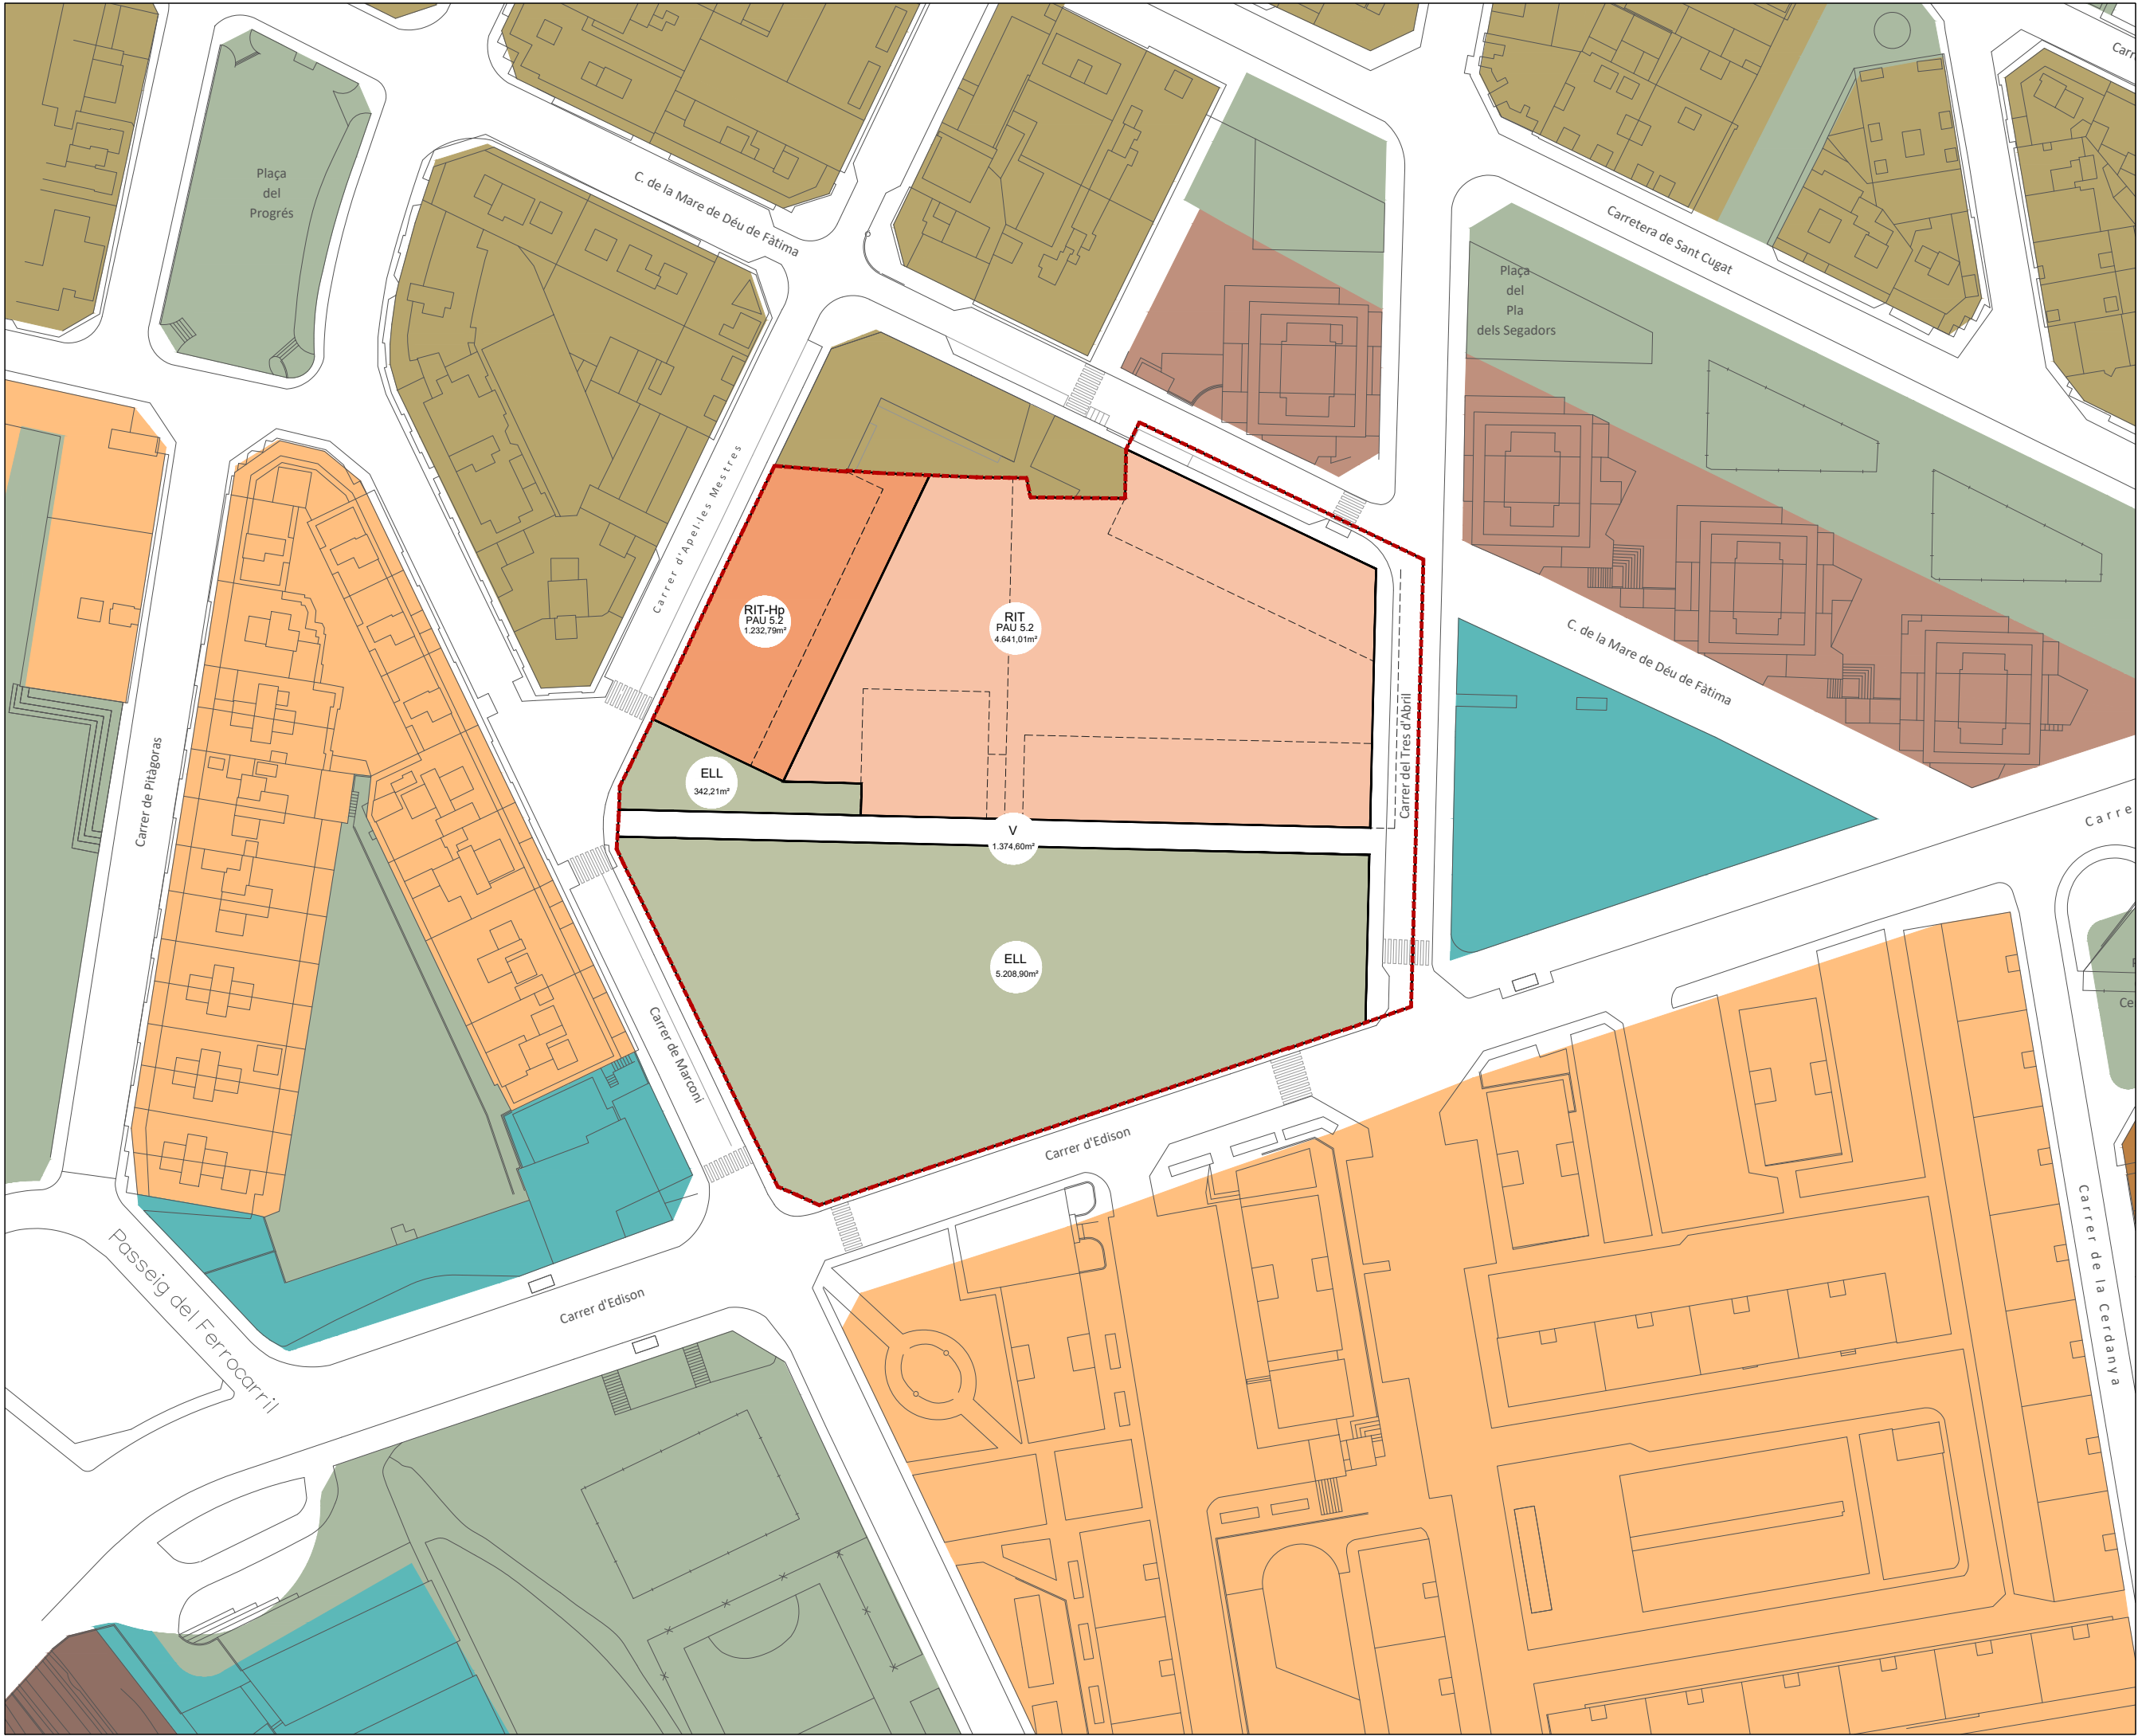 Carr
Plaça
del
Progrés
C. de la Mare de Déu de Fàtima
Carretera de Sant Cugat
Plaça
del
Pla
dels Segadors
Carrer d'Apel·les Mestres
RIT-Hp
PAU 5.2
1.232,79m²
RIT
PAU 5.2
4.641,01m²
C. de la Mare de Déu de Fàtima
Carrer del Tres d'Abril
Carrer de Pitàgoras
ELL
342,21m²
V
1.374,60m²
Carre
ELL
5.208,90m²
Ce
Carrer de Marconi
Carrer d'Edison
Carrer de la Cerdanya
Passeig del Ferrocarril
Carrer d'Edison